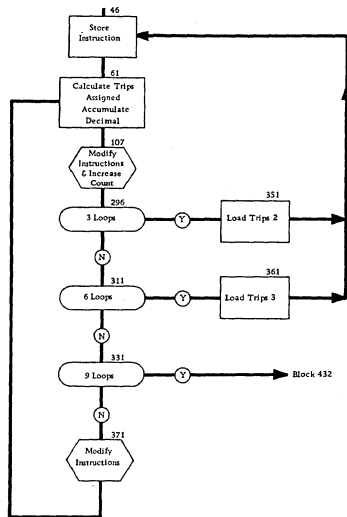 46
Store
Instruction
61
Calculate Trips
Assigned
Accumulate
Decimal
107
Modify
Instructions
& Increase
Count
296
3 Loops
Y
351
Load Trips 2
N
311
6 Loops
Y
361
Load Trips 3
N
331
9 Loops
Y
Block 432
N
371
Modify
Instructions